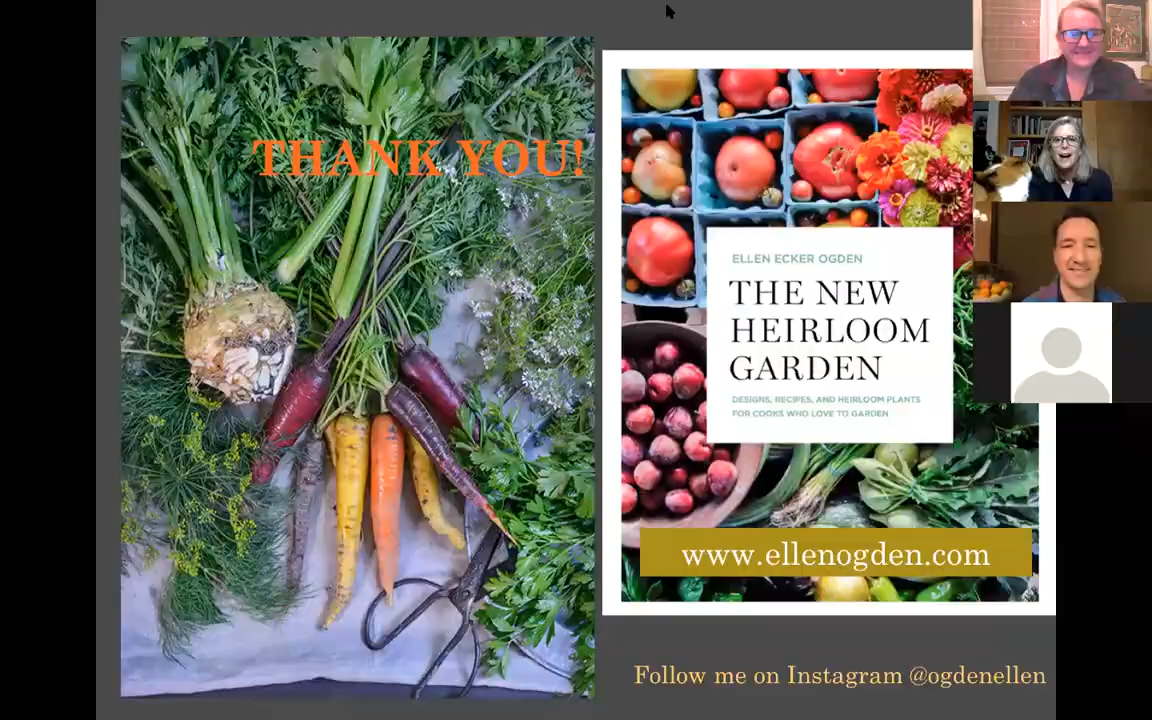 THANK YOU!
ELLEN ECKER OGDEN
THE NEW
HEIRLOOM
GARDEN
DESIGNS, RECIPES, AND HEIRLOOM PLANTS
FOR COOKS WHO LOVE TO GARDEN
www.ellenogden.com
Follow me on Instagram @ogdenellen